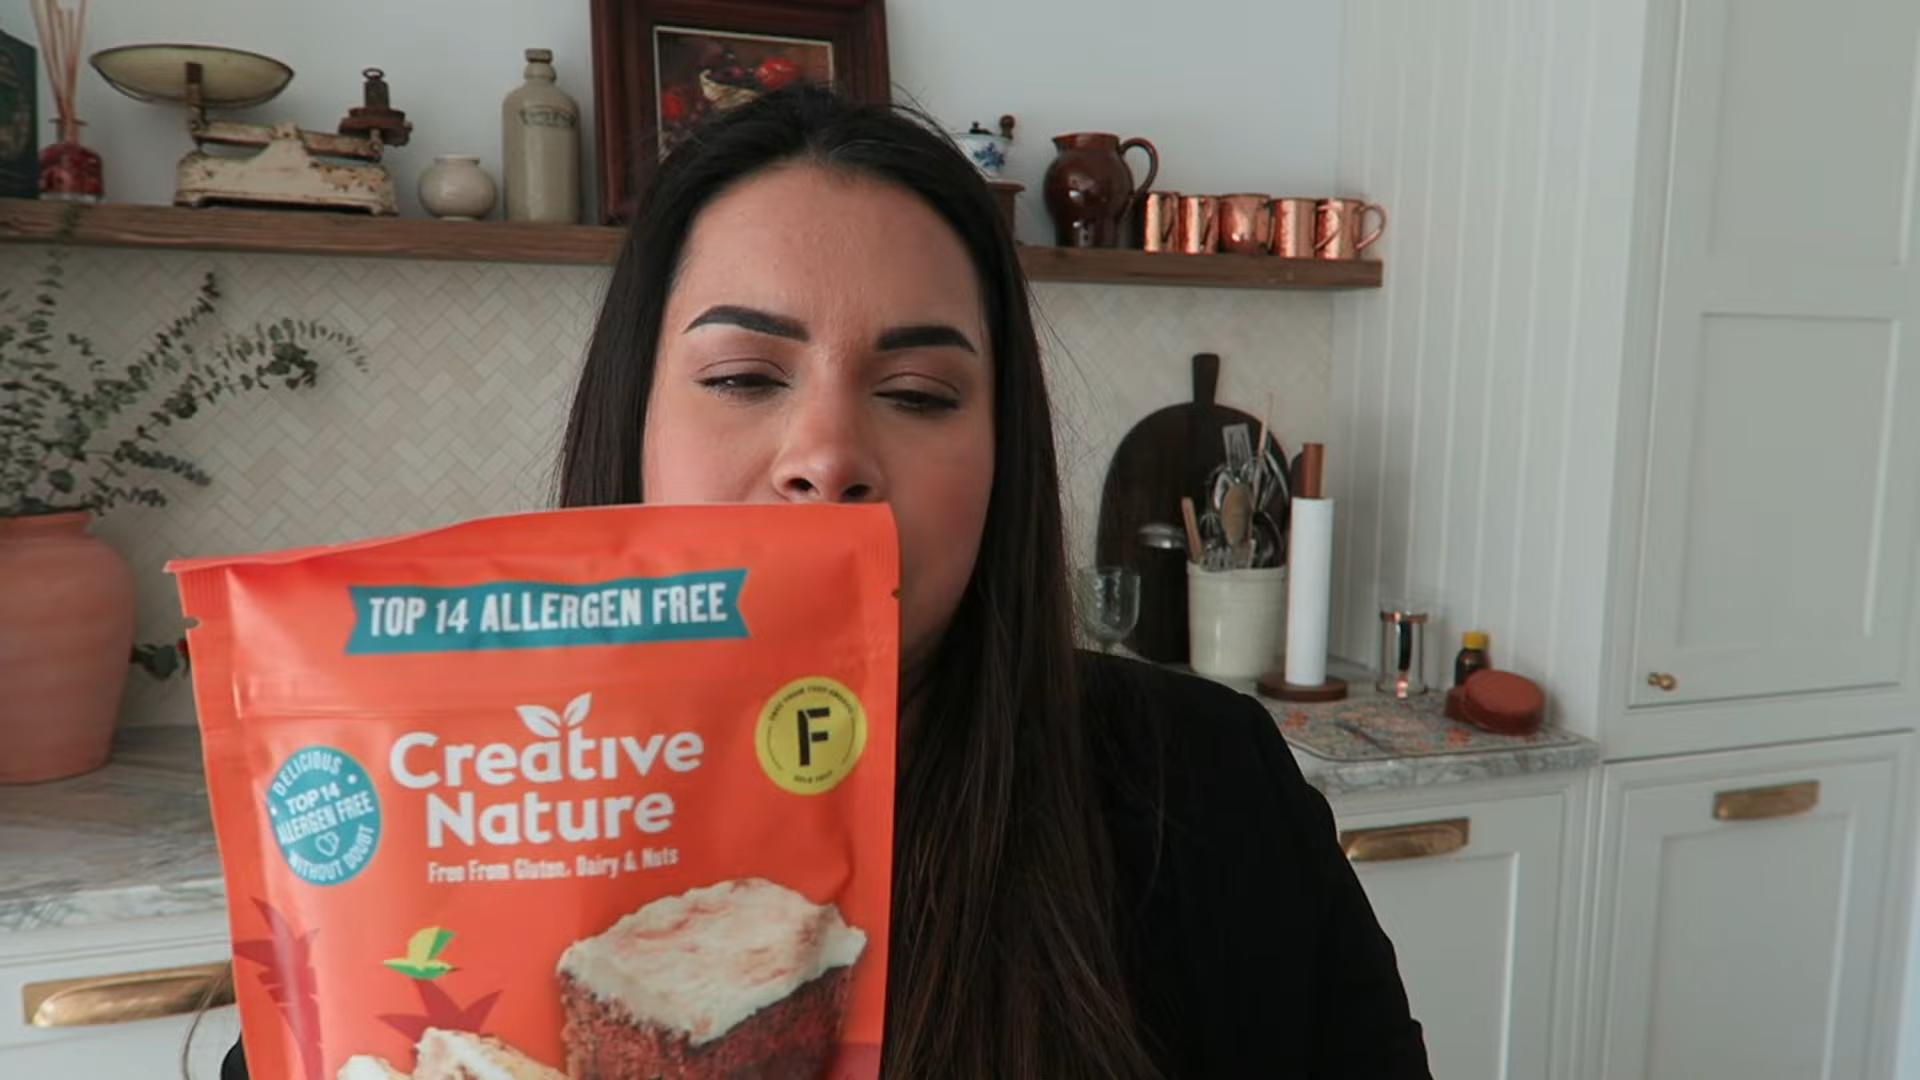 TOP 14 ALLERGEN FREE
Creative
Nature
Free From Gluten, Dairy & Nuts
DELICIOUS
TOP 14
ALLERGEN FREE
WITHOUT DOUBT
F